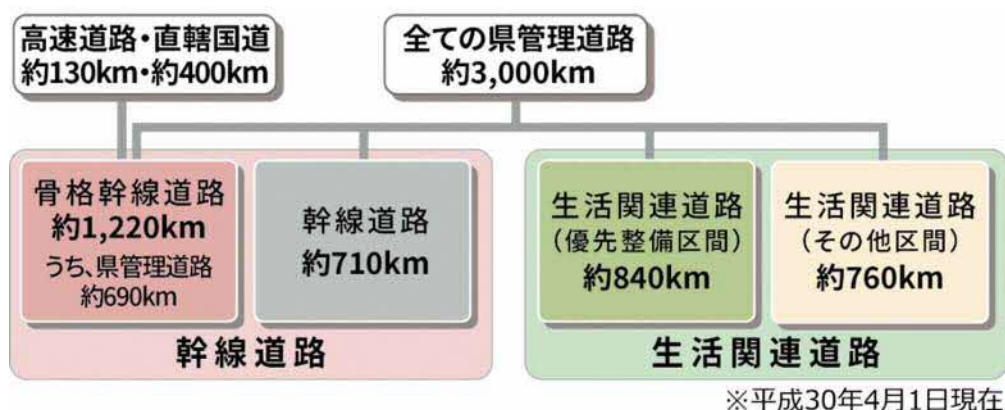 高速道路・直轄国道
約130km・約400km
全ての県管理道路
約3,000km
骨格幹線道路
約1,220km
うち、県管理道路
約690km
幹線道路
約710km
生活関連道路
(優先整備区間)
約840km
生活関連道路
(その他区間)
約760km
幹線道路
生活関連道路
※平成30年4月1日現在